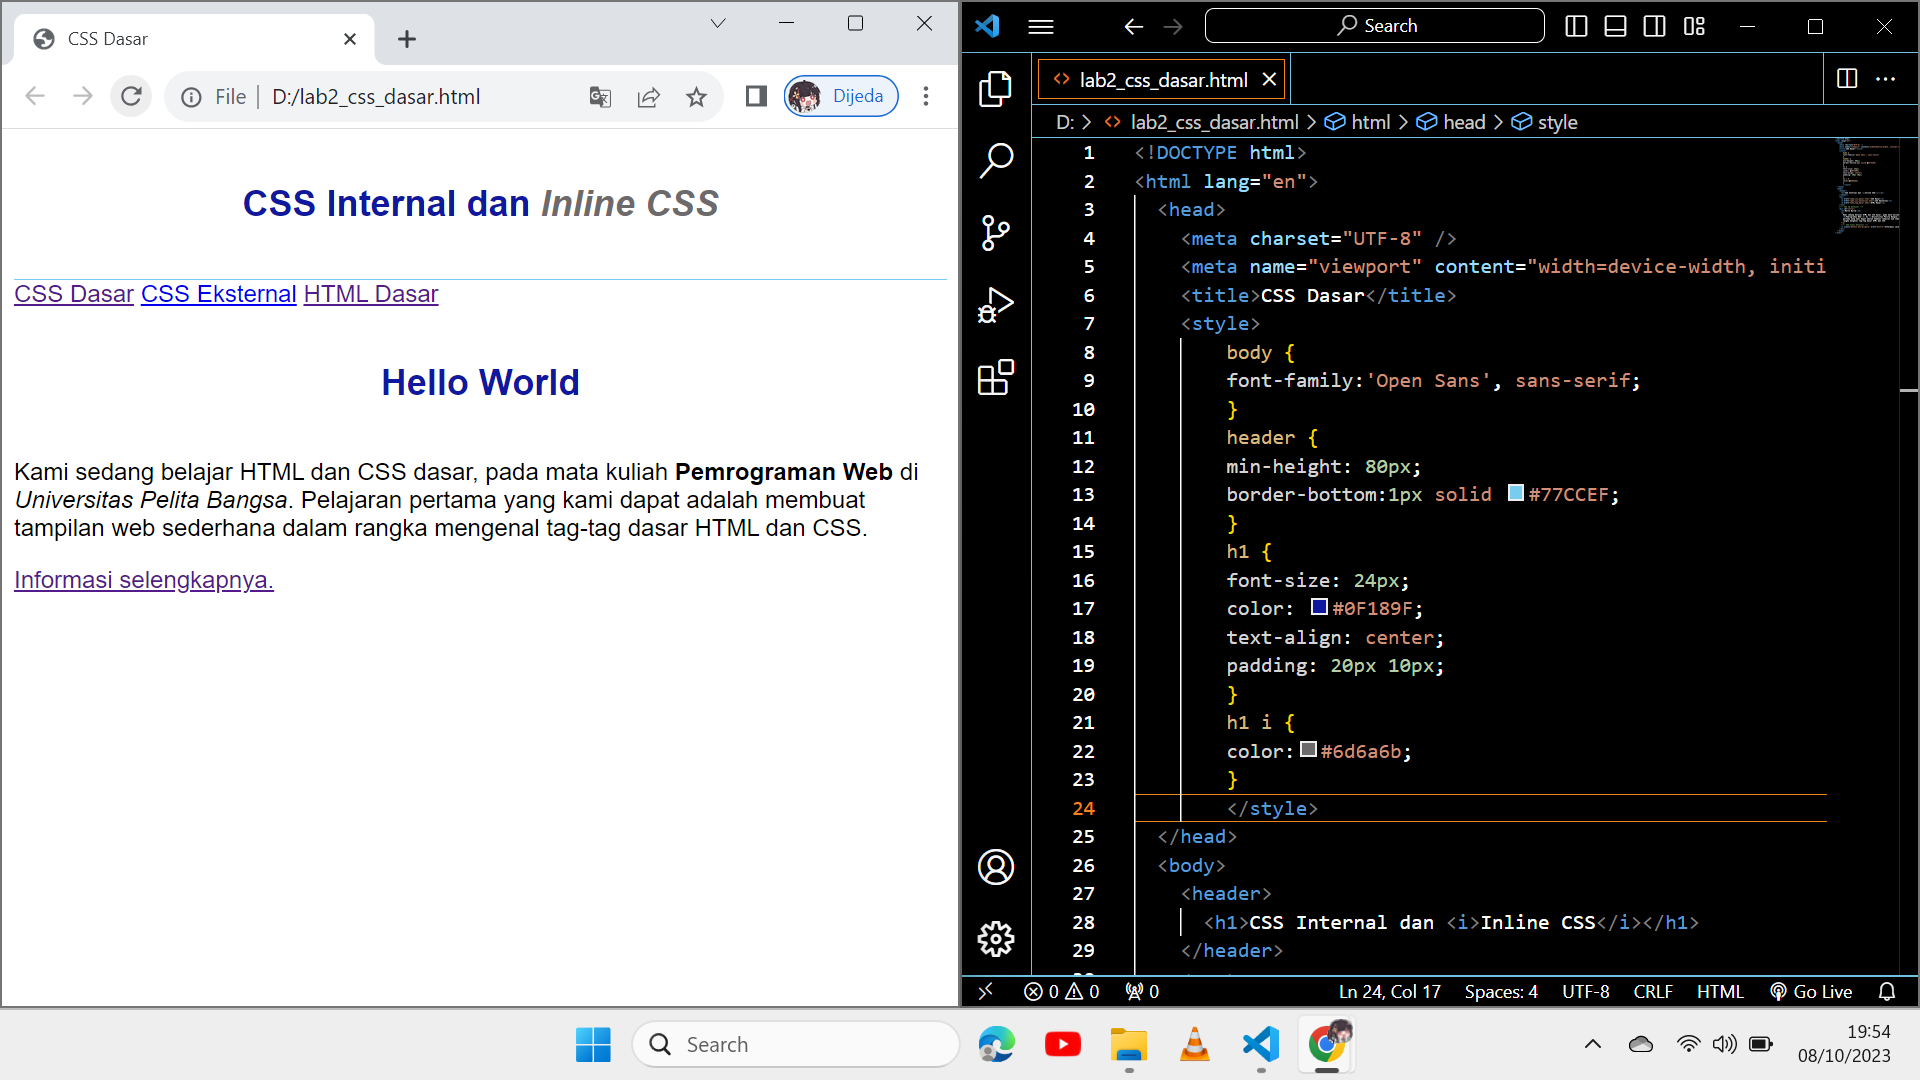 CSS Dasar
File
D:/lab2_css_dasar.html
Dijeda
CSS Internal dan Inline CSS
CSS Dasar CSS Eksternal HTML Dasar
Hello World
Kami sedang belajar HTML dan CSS dasar, pada mata kuliah Pemrograman Web di
Universitas Pelita Bangsa. Pelajaran pertama yang kami dapat adalah membuat
tampilan web sederhana dalam rangka mengenal tag-tag dasar HTML dan CSS.
Informasi selengkapnya.
Search
lab2_css_dasar.html
D: > lab2_css_dasar.html > html > head > style
1 <!DOCTYPE html>
2 <html lang="en">
3 <head>
4 <meta charset="UTF-8" />
5 <meta name="viewport" content="width=device-width, initi
6 <title>CSS Dasar</title>
7 <style>
8 body {
9 font-family:'Open Sans', sans-serif;
10 }
11 header {
12 min-height: 80px;
13 border-bottom:1px solid #77CCEF;
14 }
15 h1 {
16 font-size: 24px;
17 color: #0F189F;
18 text-align: center;
19 padding: 20px 10px;
20 }
21 h1 i {
22 color:#6d6a6b;
23 }
24 </style>
25 </head>
26 <body>
27 <header>
28 <h1>CSS Internal dan <i>Inline CSS</i></h1>
29 </header>
0 0 0 Ln 24, Col 17 Spaces: 4 UTF-8 CRLF HTML Go Live
Search
19:54
08/10/2023